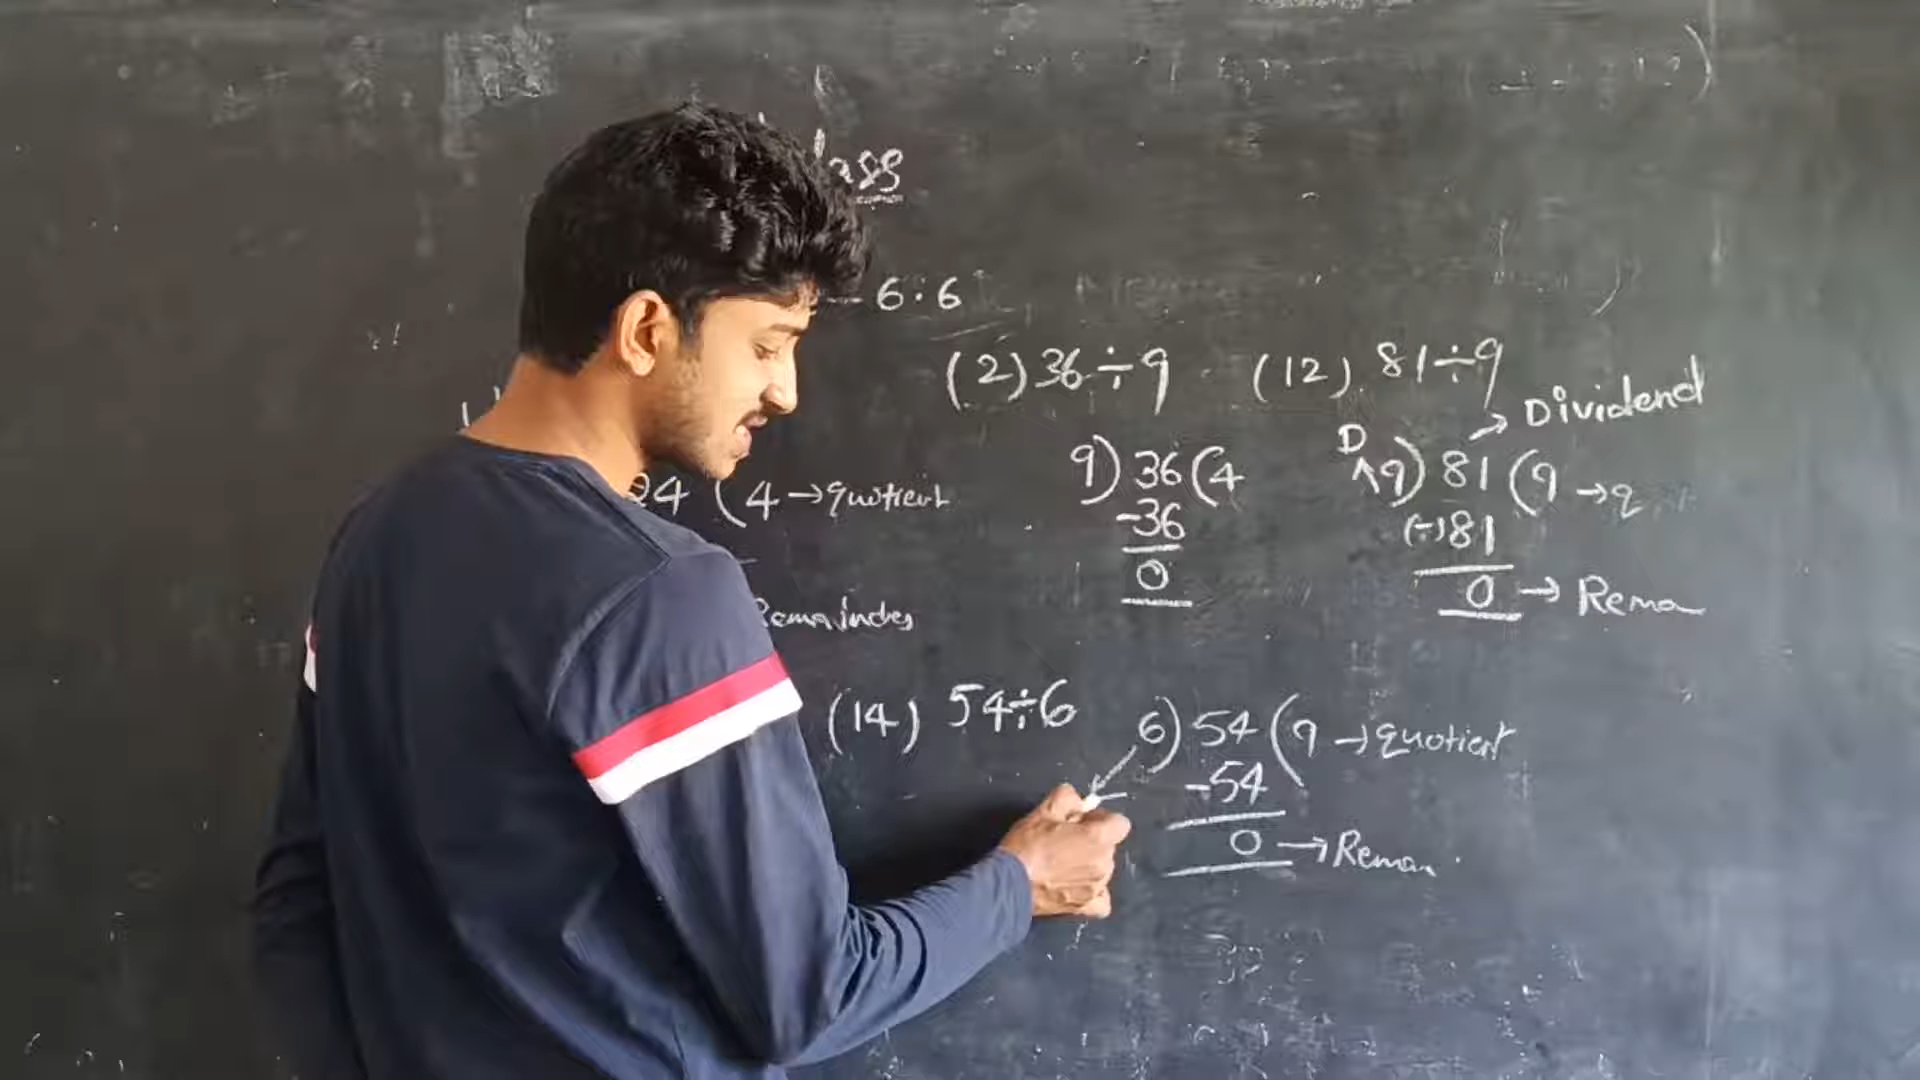 6.6
(2) 36 ÷ 9
(12) 81 ÷ 9
9) 36 (4
-36
0
→ Dividend
D
9) 81 (9 → q
(-) 81
0 → Rema
24 (4 → quotient
Remainder
(14) 54 ÷ 6
6) 54 (9 → quotient
-54
0 → Remai